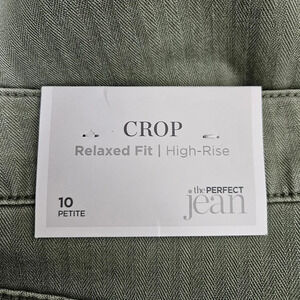 CROP
Relaxed Fit | High-Rise
10
PETITE
the PERFECT
jean